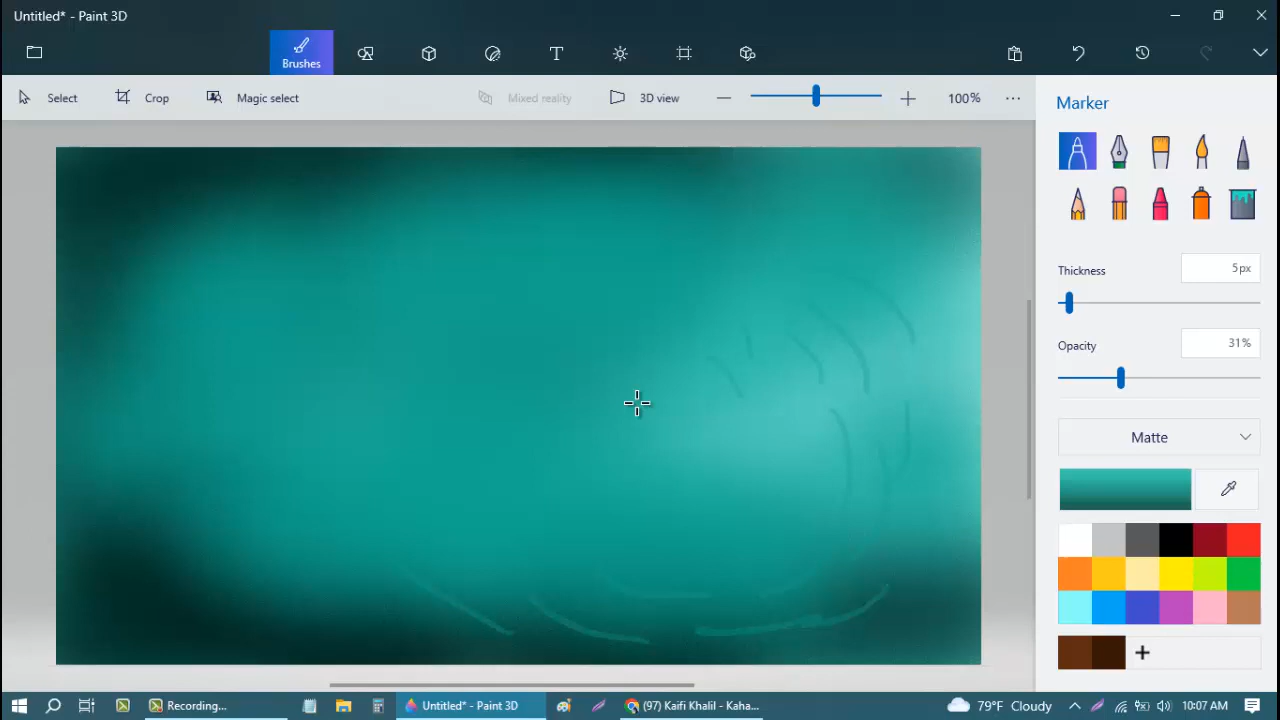 Untitled* - Paint 3D
Brushes
Select
Crop
Magic select
Mixed reality
3D view
100%
Marker
Thickness
5px
Opacity
31%
Matte
Recording...
Untitled* - Paint 3D
(97) Kaifi Khalil - Kaha...
79°F Cloudy
10:07 AM